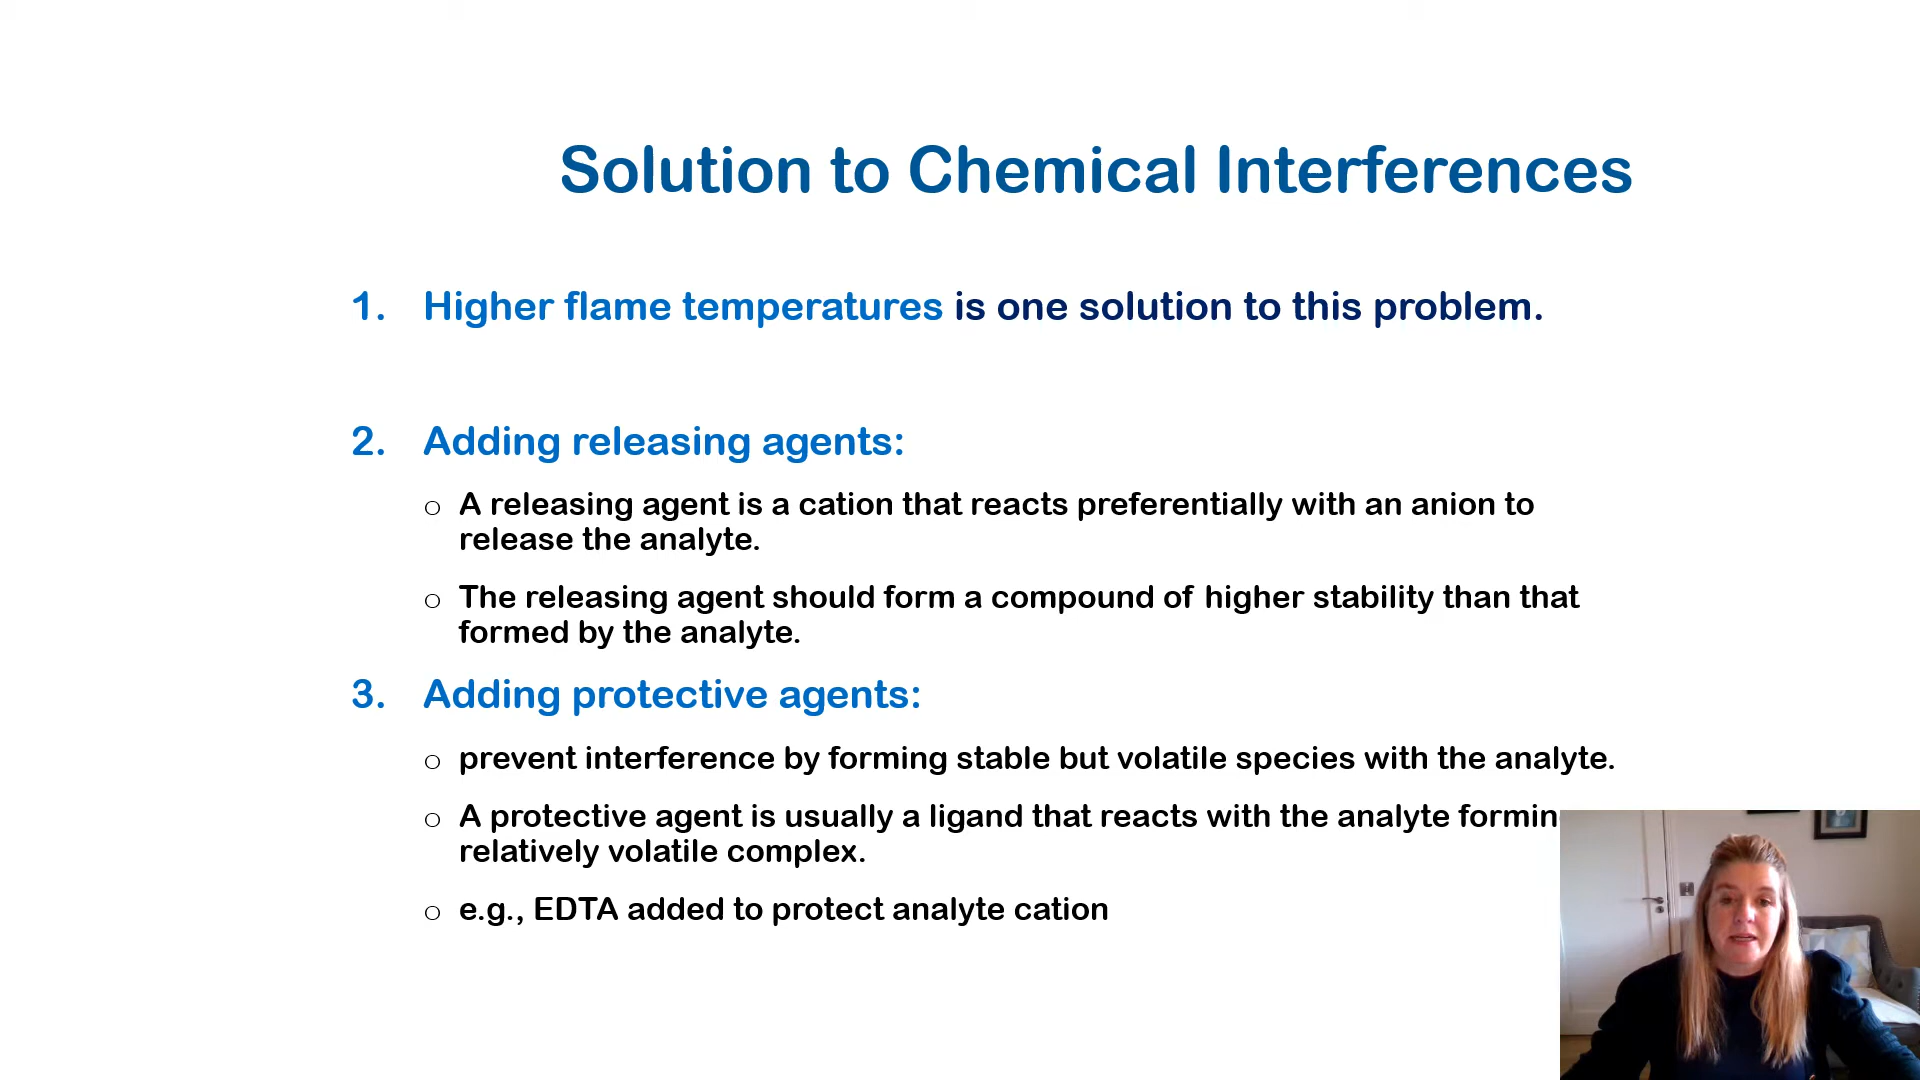 Solution to Chemical Interferences
1. Higher flame temperatures is one solution to this problem.
2. Adding releasing agents:
o A releasing agent is a cation that reacts preferentially with an anion to
release the analyte.
o The releasing agent should form a compound of higher stability than that
formed by the analyte.
3. Adding protective agents:
o prevent interference by forming stable but volatile species with the analyte.
o A protective agent is usually a ligand that reacts with the analyte
relatively volatile complex.
o e.g., EDTA added to protect analyte cation